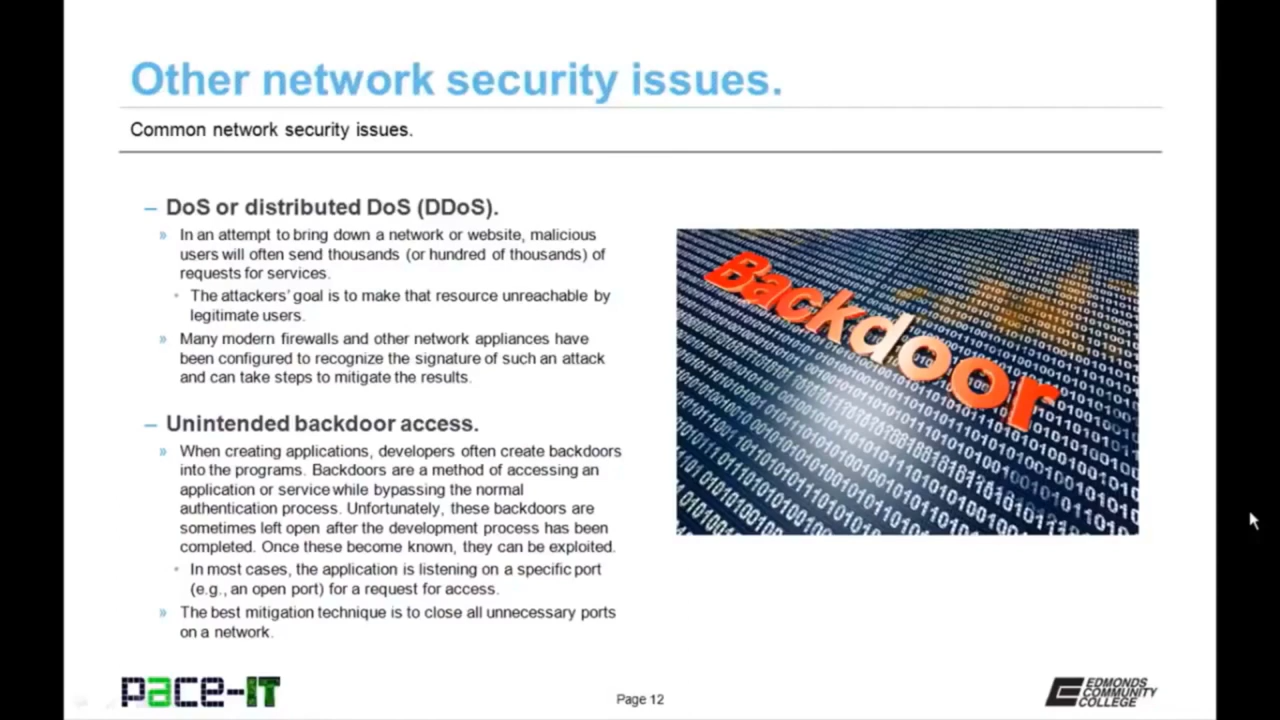 Other network security issues.
Common network security issues.
– DoS or distributed DoS (DDoS).
» In an attempt to bring down a network or website, malicious
users will often send thousands (or hundred of thousands) of
requests for services.
• The attackers' goal is to make that resource unreachable by
legitimate users.
» Many modern firewalls and other network appliances have
been configured to recognize the signature of such an attack
and can take steps to mitigate the results.
– Unintended backdoor access.
» When creating applications, developers often create backdoors
into the programs. Backdoors are a method of accessing an
application or service while bypassing the normal
authentication process. Unfortunately, these backdoors are
sometimes left open after the development process has been
completed. Once these become known, they can be exploited.
• In most cases, the application is listening on a specific port
(e.g., an open port) for a request for access.
» The best mitigation technique is to close all unnecessary ports
on a network.
Backdoor
pace-IT
Page 12
EDMONDS
COMMUNITY
COLLEGE